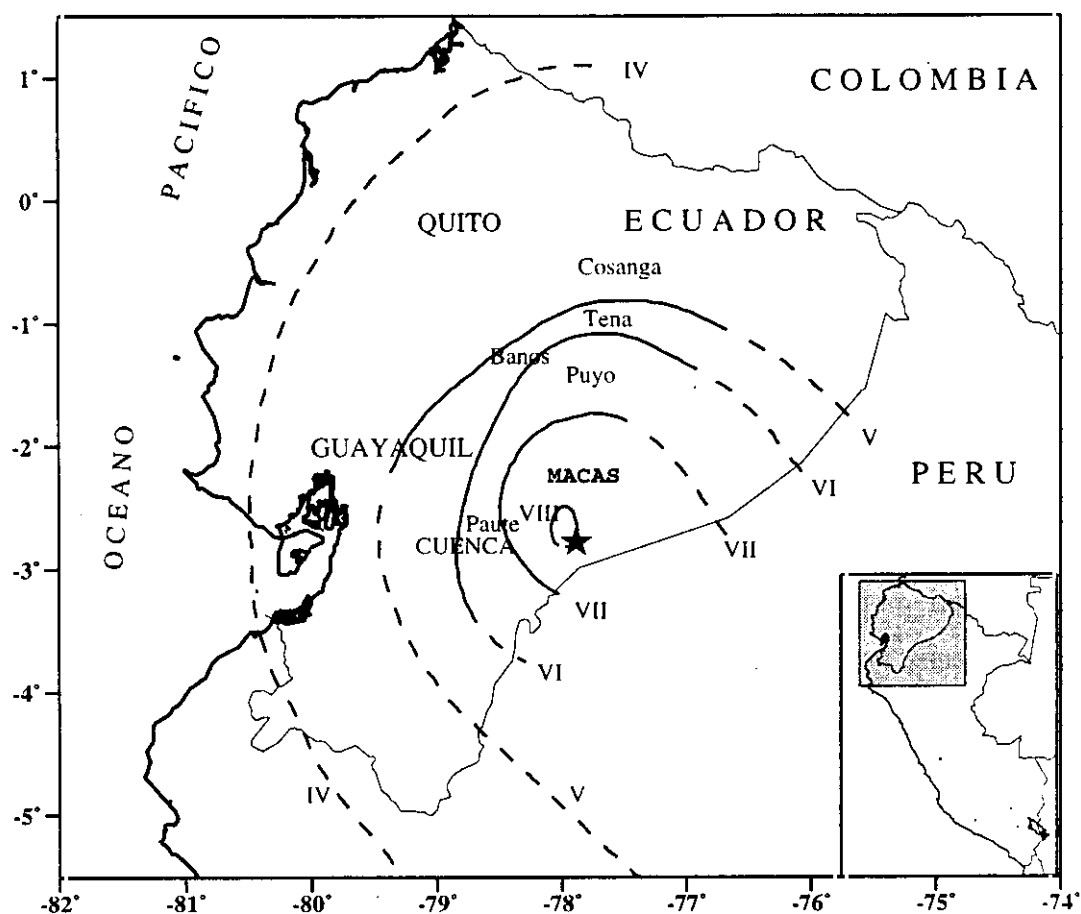 IV
COLOMBIA
1°
PACIFICO
0°
QUITO
ECUADOR
Cosanga
-1°
Tena
Banos
Puyo
-2°
GUAYAQUIL
V
MACAS
PERU
VI
OCEANO
VIII
Paute
CUENCA
VII
-3°
VII
VI
-4°
IV
V
-5°
-82°
-81°
-80°
-79°
-78°
-77°
-76°
-75°
-74°